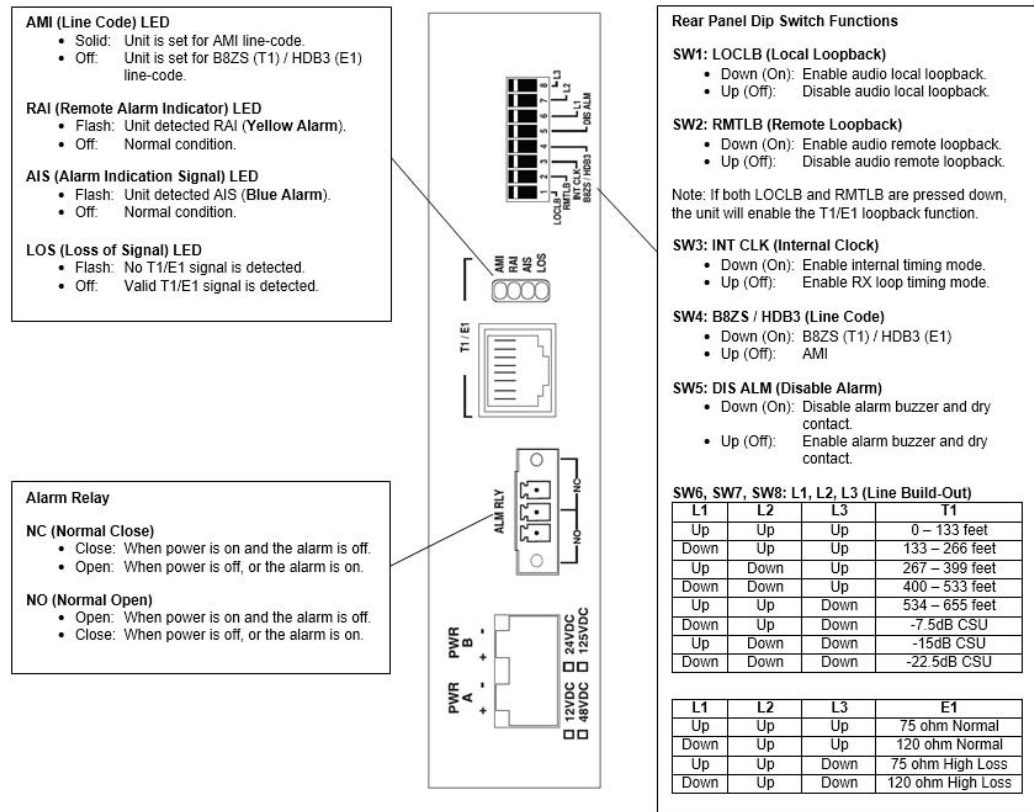 AMI (Line Code) LED
• Solid: Unit is set for AMI line-code.
• Off: Unit is set for B8ZS (T1) / HDB3 (E1)
line-code.
RAI (Remote Alarm Indicator) LED
• Flash: Unit detected RAI (Yellow Alarm).
• Off: Normal condition.
AIS (Alarm Indication Signal) LED
• Flash: Unit detected AIS (Blue Alarm).
• Off: Normal condition.
LOS (Loss of Signal) LED
• Flash: No T1/E1 signal is detected.
• Off: Valid T1/E1 signal is detected.
Alarm Relay
NC (Normal Close)
• Close: When power is on and the alarm is off.
• Open: When power is off, or the alarm is on.
NO (Normal Open)
• Open: When power is on and the alarm is off.
• Close: When power is off, or the alarm is on.
1 2 3 4 5 6 7 8
LOCLB
RMTLB
INT CLK
B8ZS / HDB3
DIS ALM
L1
L2
L3
AMI
RAI
AIS
LOS
T1 / E1
ALM RLY
NC
NO
PWR
B
+ -
PWR
A
+ -
24VDC
125VDC
12VDC
48VDC
Rear Panel Dip Switch Functions
SW1: LOCLB (Local Loopback)
• Down (On): Enable audio local loopback.
• Up (Off): Disable audio local loopback.
SW2: RMTLB (Remote Loopback)
• Down (On): Enable audio remote loopback.
• Up (Off): Disable audio remote loopback.
Note: If both LOCLB and RMTLB are pressed down,
the unit will enable the T1/E1 loopback function.
SW3: INT CLK (Internal Clock)
• Down (On): Enable internal timing mode.
• Up (Off): Enable RX loop timing mode.
SW4: B8ZS / HDB3 (Line Code)
• Down (On): B8ZS (T1) / HDB3 (E1)
• Up (Off): AMI
SW5: DIS ALM (Disable Alarm)
• Down (On): Disable alarm buzzer and dry
contact.
• Up (Off): Enable alarm buzzer and dry
contact.
SW6, SW7, SW8: L1, L2, L3 (Line Build-Out)
L1 L2 L3 T1
Up Up Up 0 – 133 feet
Down Up Up 133 – 266 feet
Up Down Up 267 – 399 feet
Down Down Up 400 – 533 feet
Up Up Down 534 – 655 feet
Down Up Down -7.5dB CSU
Up Down Down -15dB CSU
Down Down Down -22.5dB CSU
L1 L2 L3 E1
Up Up Up 75 ohm Normal
Down Up Up 120 ohm Normal
Up Up Down 75 ohm High Loss
Down Up Down 120 ohm High Loss